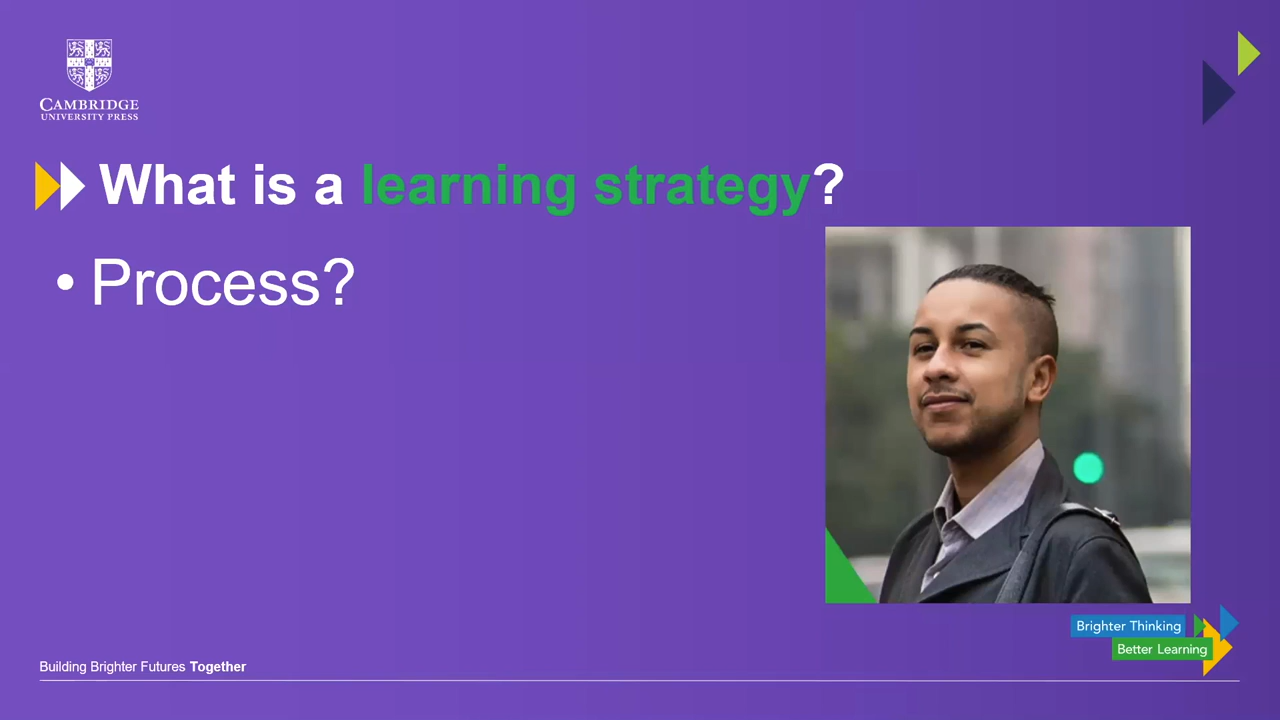 CAMBRIDGE
UNIVERSITY PRESS
What is a learning strategy?
• Process?
Brighter Thinking
Better Learning
Building Brighter Futures Together